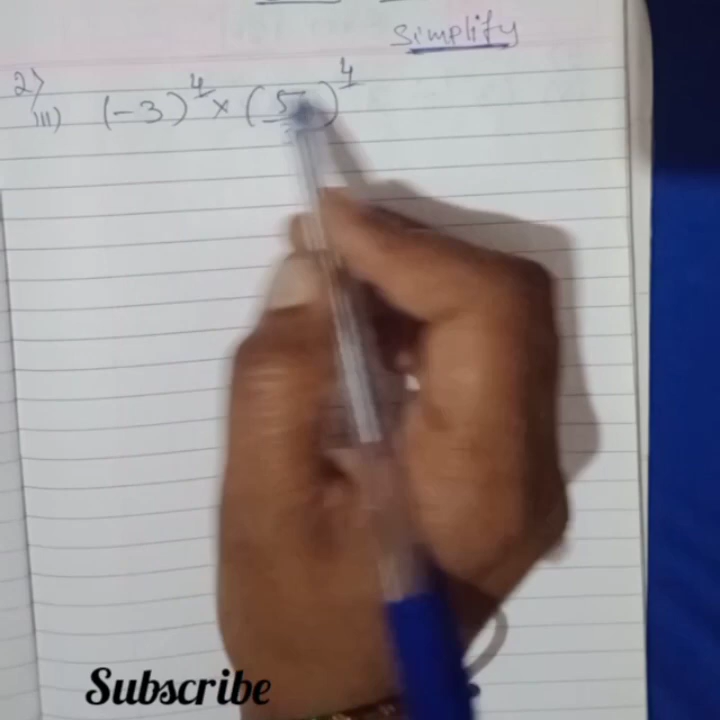 Simplify
2)
iii) (-3)⁴ × (5 )⁴
Subscribe